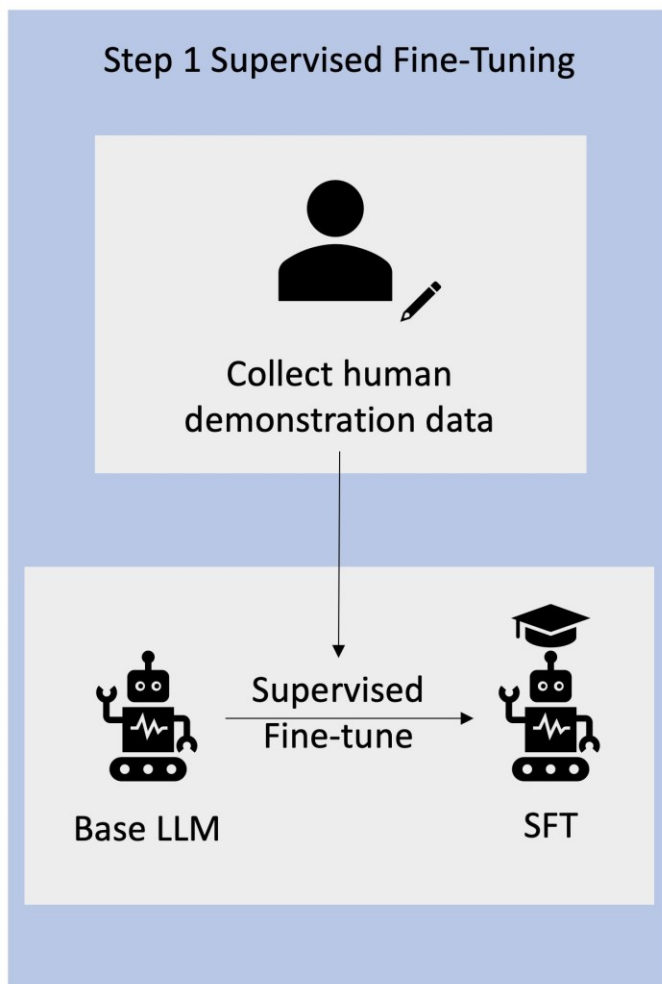 Step 1 Supervised Fine-Tuning
Collect human
demonstration data
Supervised
Fine-tune
Base LLM
SFT